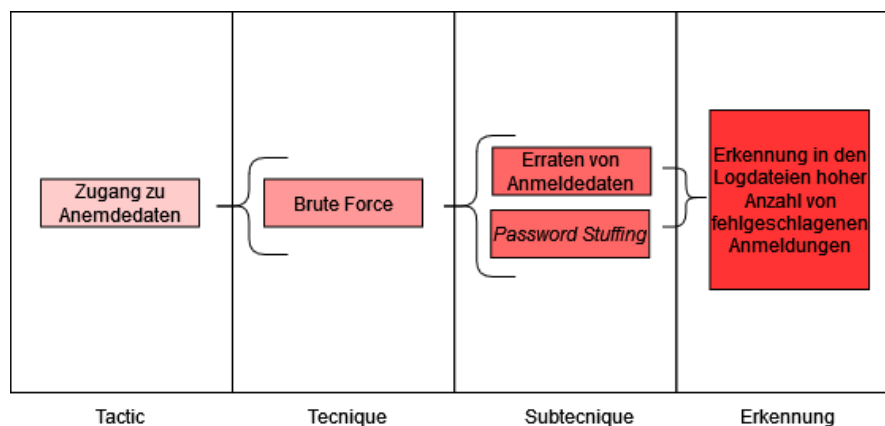 Zugang zu
Anemdedaten
Brute Force
Erraten von
Anmeldedaten
Password Stuffing
Erkennung in den
Logdateien hoher
Anzahl von
fehlgeschlagenen
Anmeldungen
Tactic
Tecnique
Subtecnique
Erkennung